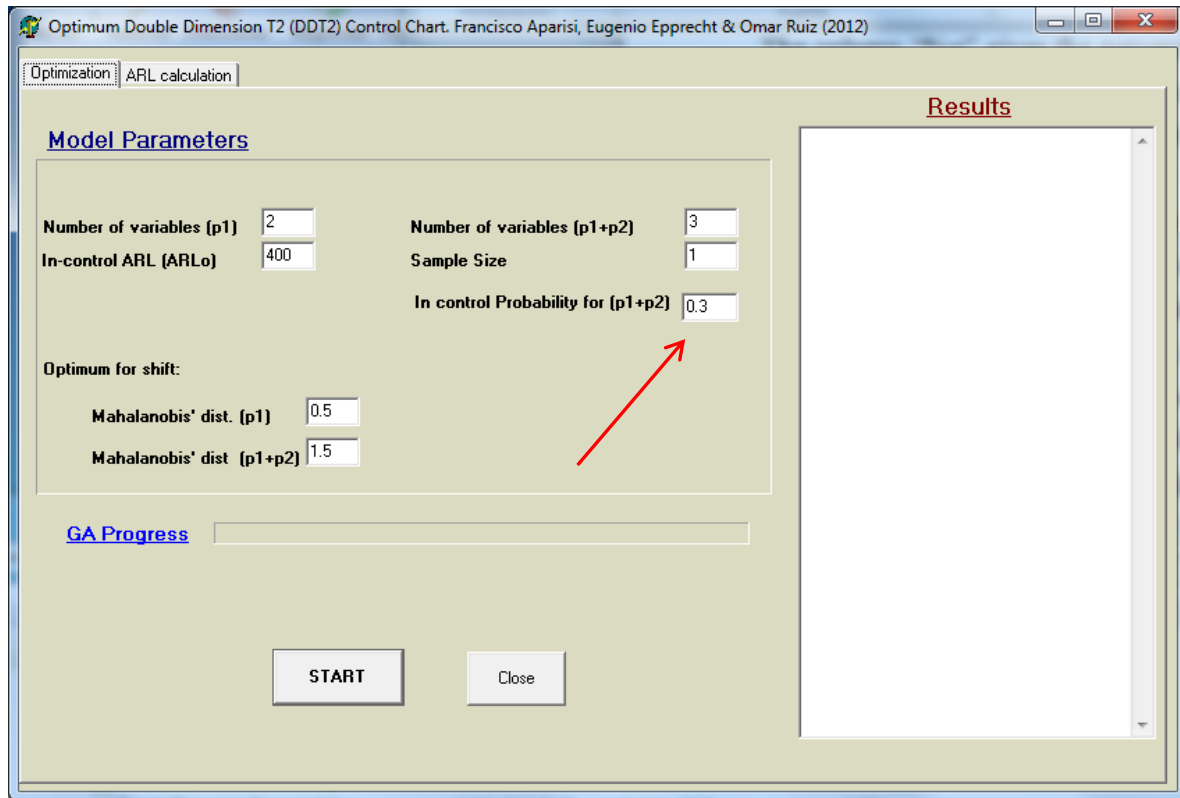 Optimum Double Dimension T2 (DDT2) Control Chart. Francisco Aparisi, Eugenio Epprecht & Omar Ruiz (2012)
Optimization ARL calculation
Results
Model Parameters
Number of variables (p1) 2 Number of variables (p1+p2) 3
In-control ARL (ARLo) 400 Sample Size 1
In control Probability for (p1+p2) 0.3
Optimum for shift:
Mahalanobis' dist. (p1) 0.5
Mahalanobis' dist (p1+p2) 1.5
GA Progress
START Close